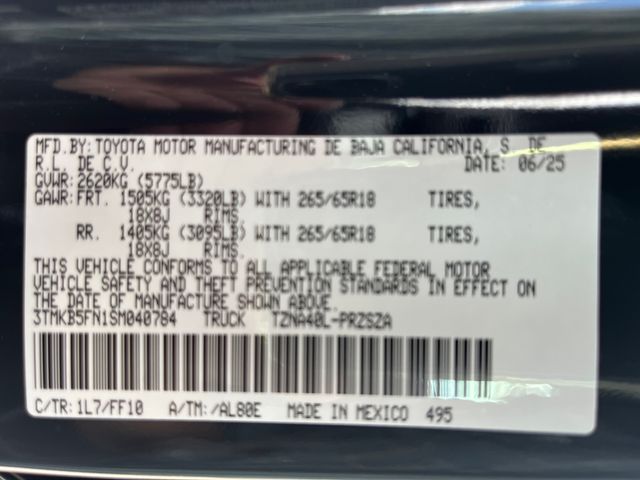 MFD.BY: TOYOTA MOTOR MANUFACTURING DE BAJA CALIFORNIA, S. DE
R.L. DE C.V. DATE: 06/25
GVWR: 2620KG (5775LB)
GAWR: FRT. 1505KG (3320LB) WITH 265/65R18 TIRES,
18X8J RIMS.
RR. 1405KG (3095LB) WITH 265/65R18 TIRES,
18X8J RIMS.
THIS VEHICLE CONFORMS TO ALL APPLICABLE FEDERAL MOTOR
VEHICLE SAFETY AND THEFT PREVENTION STANDARDS IN EFFECT ON
THE DATE OF MANUFACTURE SHOWN ABOVE.
3TMKB5FN1SM040784 TRUCK TZNA40L-PRZSZA
C/TR: 1L7/FF10 A/TM: /AL80E MADE IN MEXICO 495